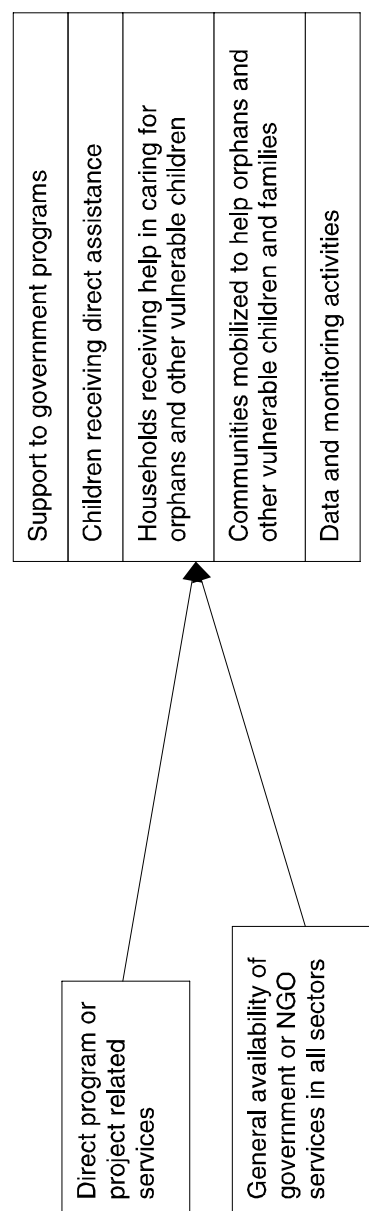 Direct program or
project related
services
General availability of
government or NGO
services in all sectors
Support to government programs
Children receiving direct assistance
Households receiving help in caring for
orphans and other vulnerable children
Communities mobilized to help orphans and
other vulnerable children and families
Data and monitoring activities